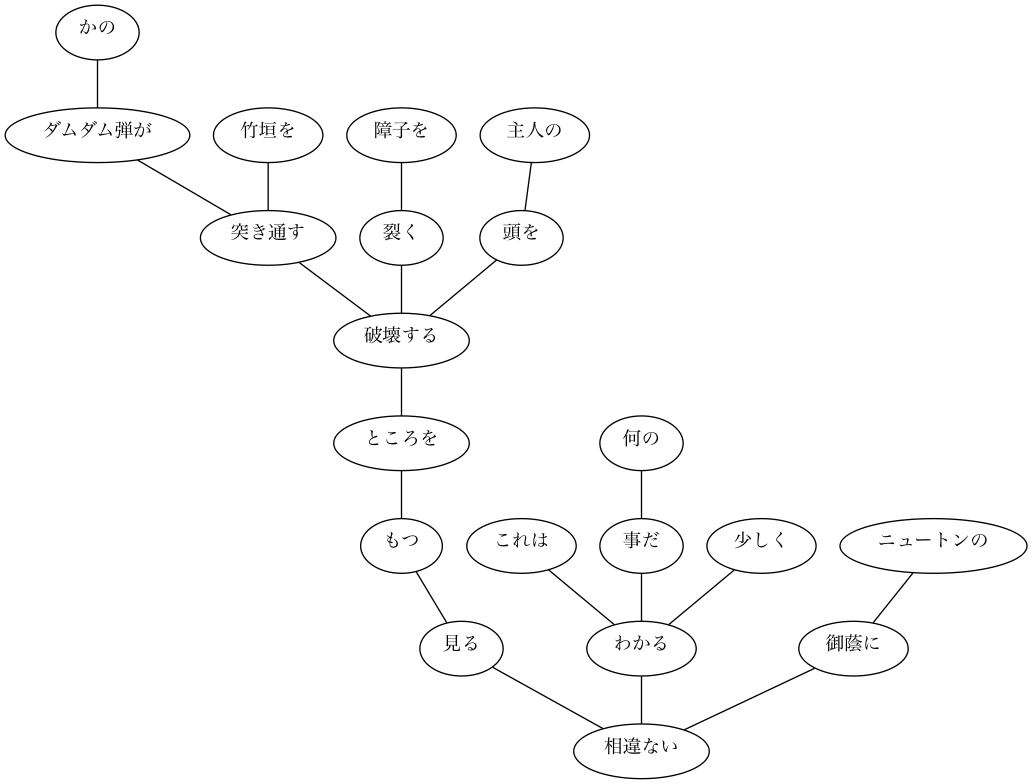 かの
ダムダム弾が
竹垣を
障子を
主人の
突き通す
裂く
頭を
破壊する
ところを
何の
もつ
これは
事だ
少しく
ニュートンの
見る
わかる
御蔭に
相違ない